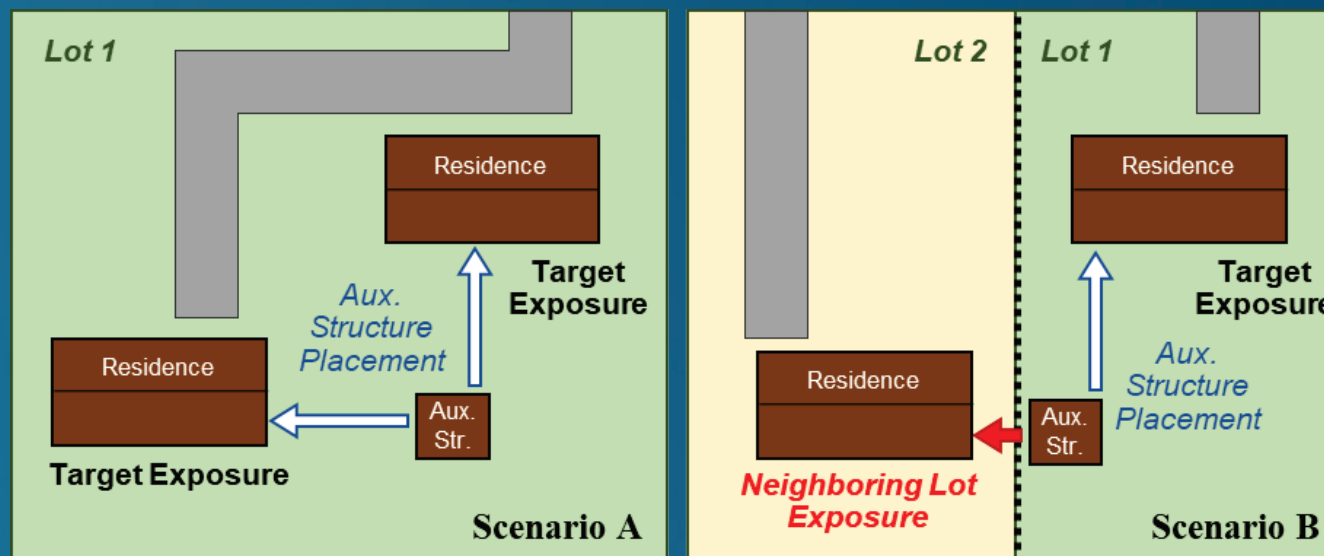 Lot 1
Residence
Target
Exposure
Aux.
Structure
Placement
Residence
Aux.
Str.
Target Exposure
Scenario A
Lot 2
Lot 1
Residence
Target
Exposure
Aux.
Structure
Placement
Residence
Aux.
Str.
Neighboring Lot
Exposure
Scenario B